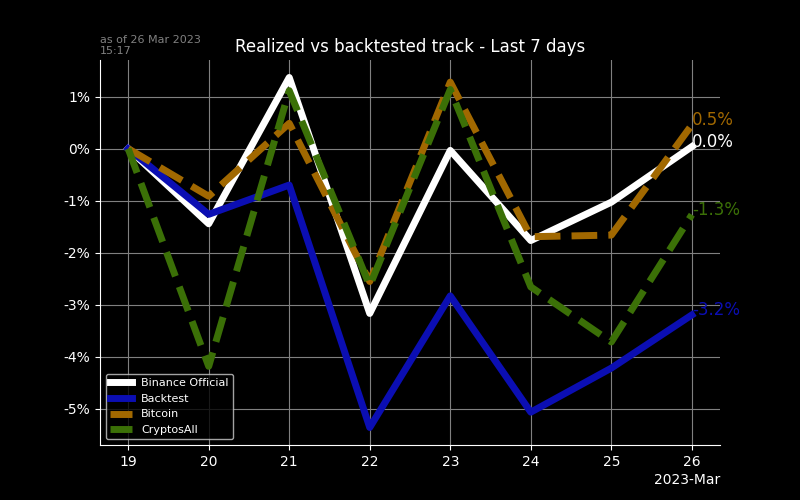 as of 26 Mar 2023
15:17
Realized vs backtested track - Last 7 days
1%
0%
-1%
-2%
-3%
-4%
-5%
0.5%
0.0%
-1.3%
-3.2%
Binance Official
Backtest
Bitcoin
CryptosAll
19 20 21 22 23 24 25 26
2023-Mar